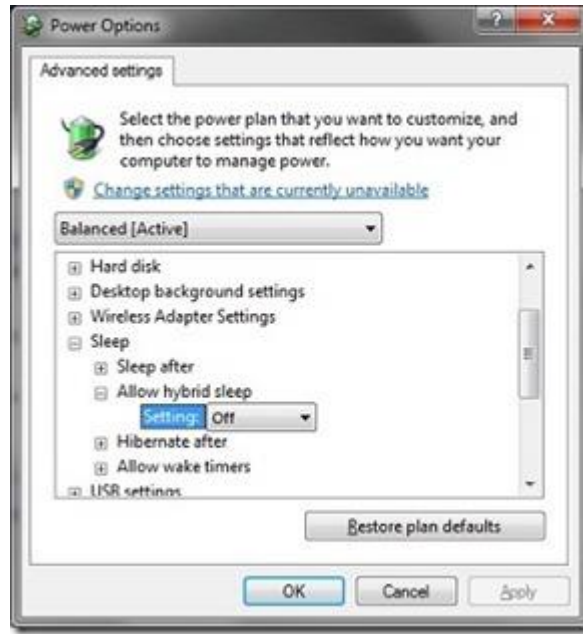 Power Options
Advanced settings
Select the power plan that you want to customize, and
then choose settings that reflect how you want your
computer to manage power.
Change settings that are currently unavailable
Balanced [Active]
Hard disk
Desktop background settings
Wireless Adapter Settings
Sleep
Sleep after
Allow hybrid sleep
Setting: Off
Hibernate after
Allow wake timers
USB settings
Restore plan defaults
OK Cancel Apply